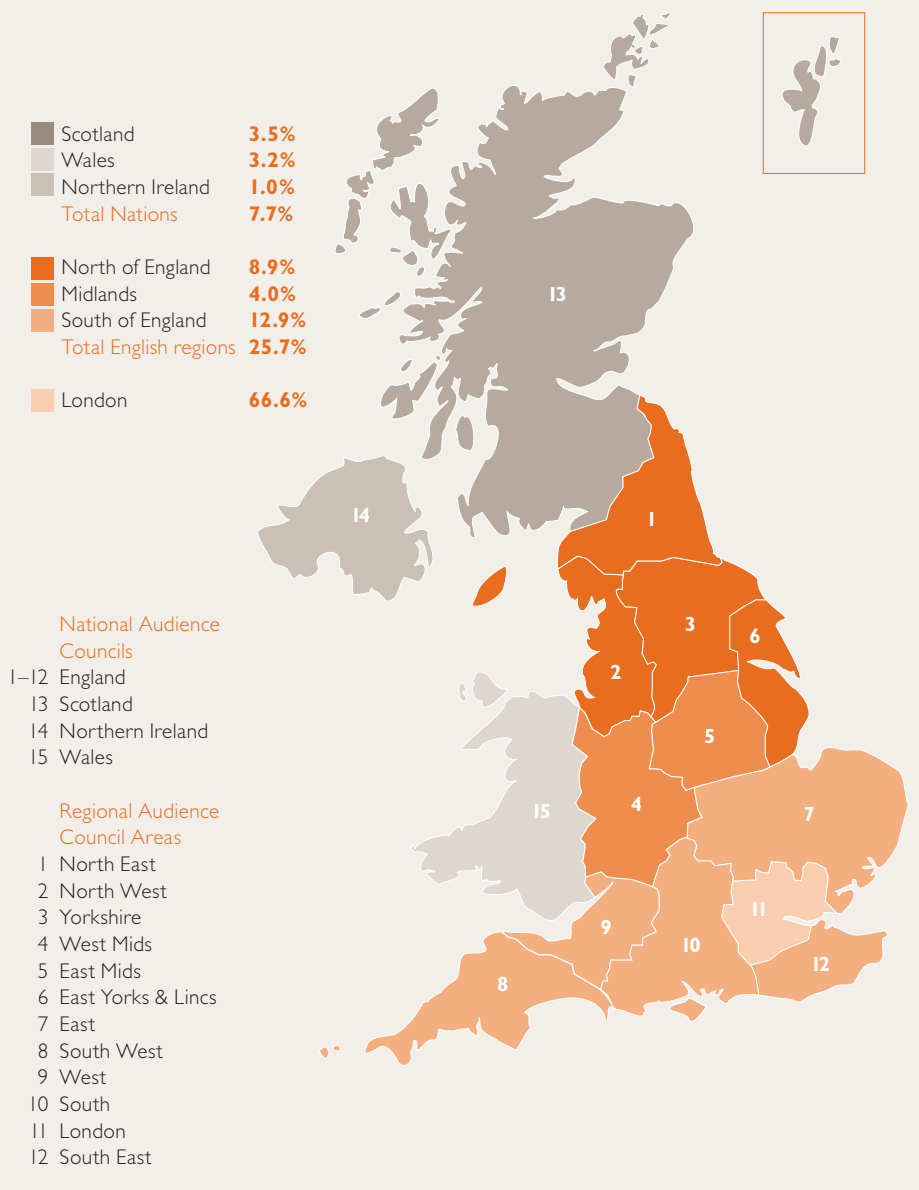 Scotland 3.5%
Wales 3.2%
Northern Ireland 1.0%
Total Nations 7.7%
North of England 8.9%
Midlands 4.0%
South of England 12.9%
Total English regions 25.7%
London 66.6%
National Audience
Councils
1–12 England
13 Scotland
14 Northern Ireland
15 Wales
Regional Audience
Council Areas
1 North East
2 North West
3 Yorkshire
4 West Mids
5 East Mids
6 East Yorks & Lincs
7 East
8 South West
9 West
10 South
11 London
12 South East
13
14
1
3
6
2
5
4
15
7
11
9
10
12
8